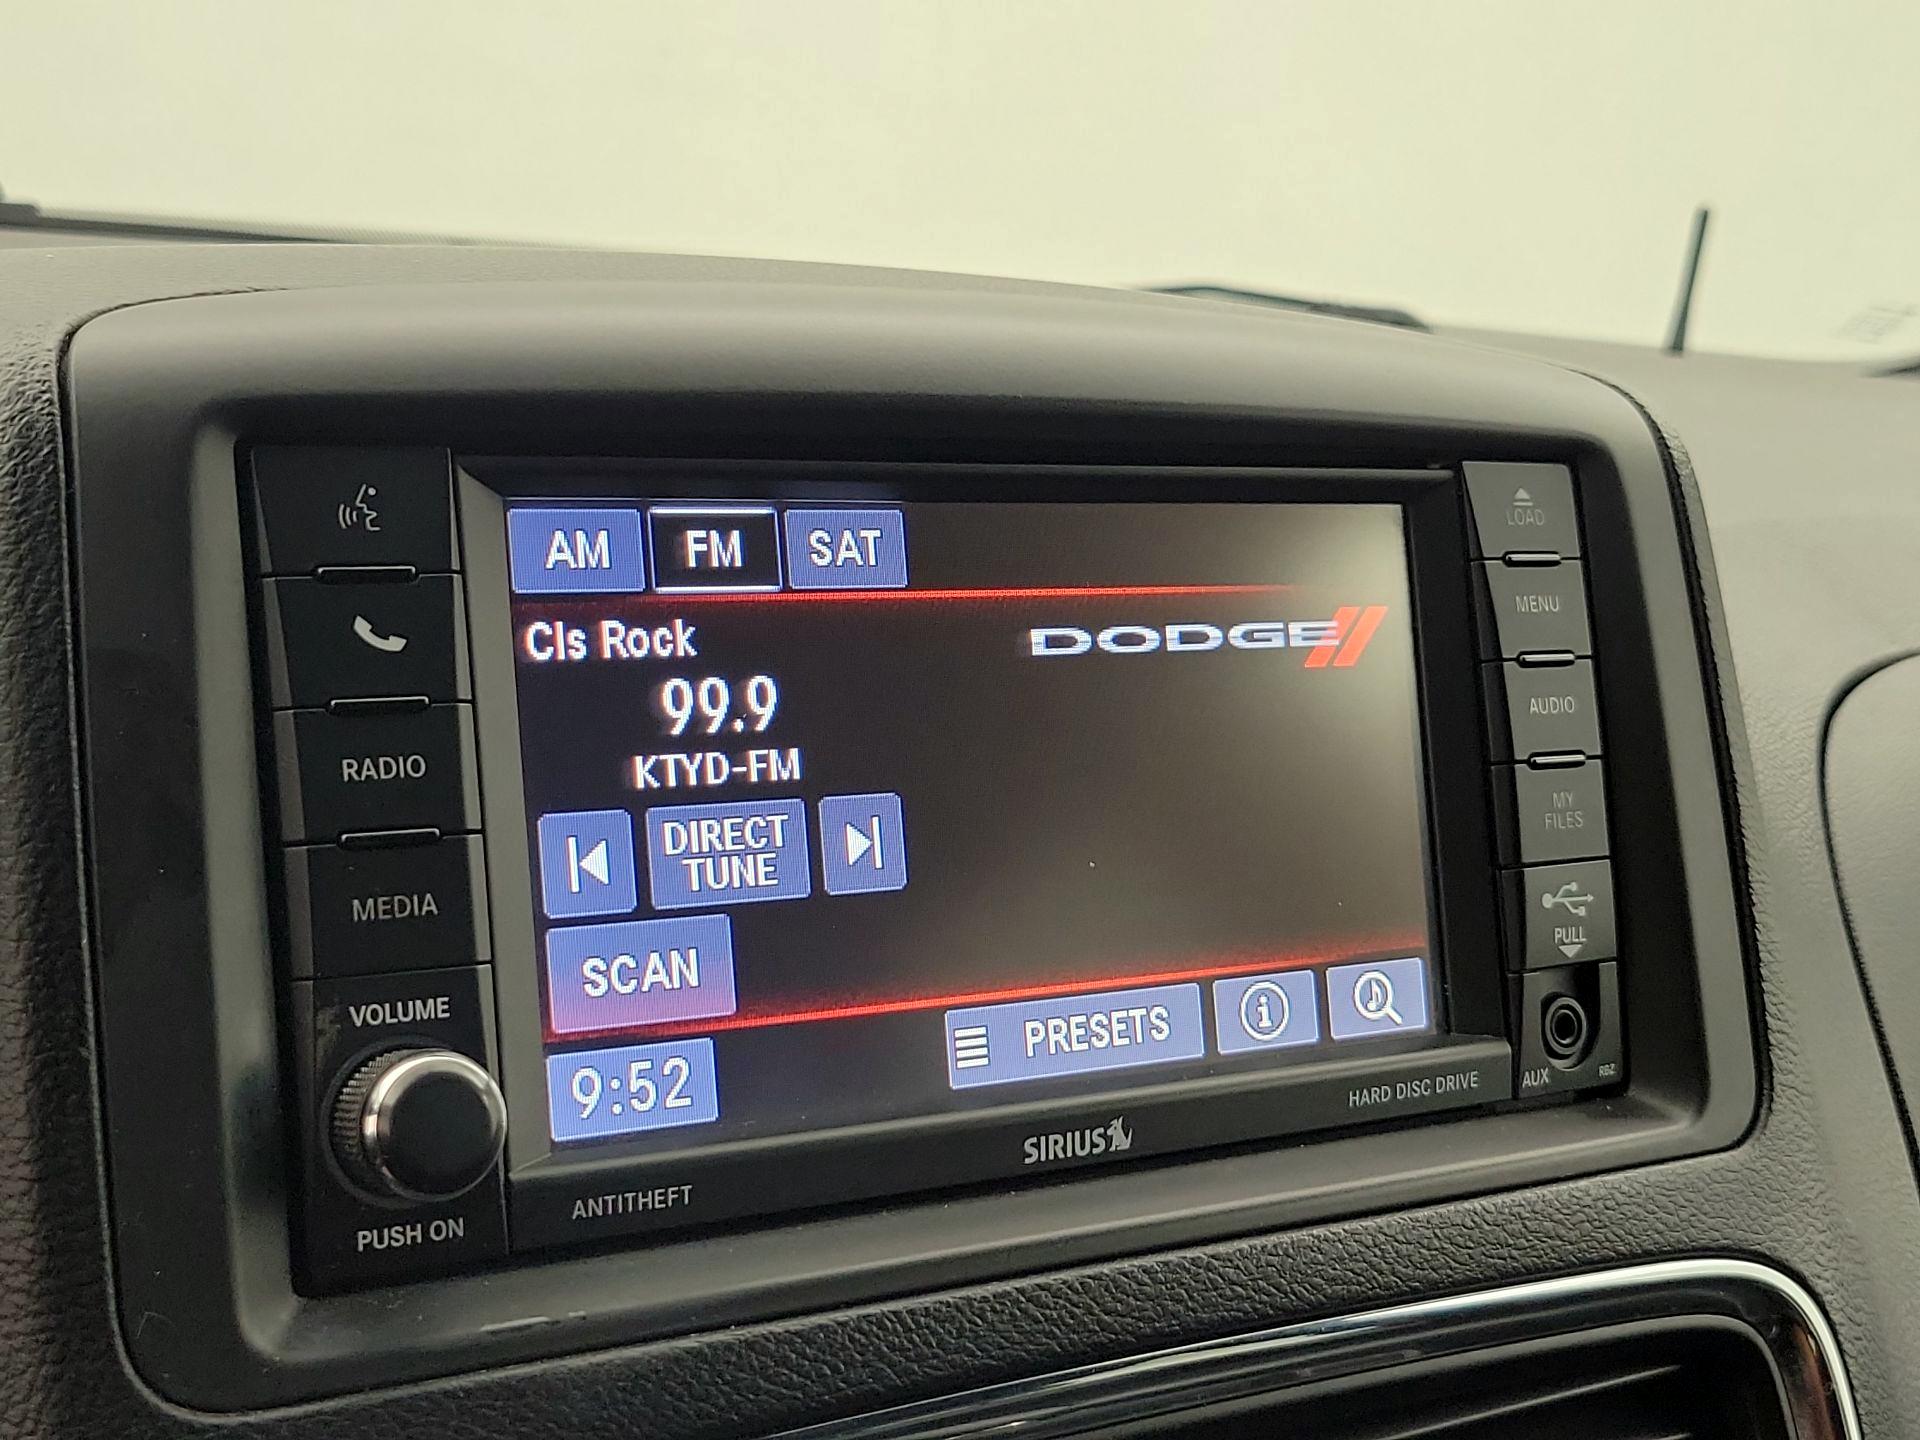 AM
FM
SAT
Cls Rock
DODGE
99.9
KTYD-FM
DIRECT
TUNE
SCAN
9:52
PRESETS
RADIO
MEDIA
VOLUME
PUSH ON
LOAD
MENU
AUDIO
MY
FILES
PULL
AUX
RBZ
HARD DISC DRIVE
SIRIUS
ANTITHEFT